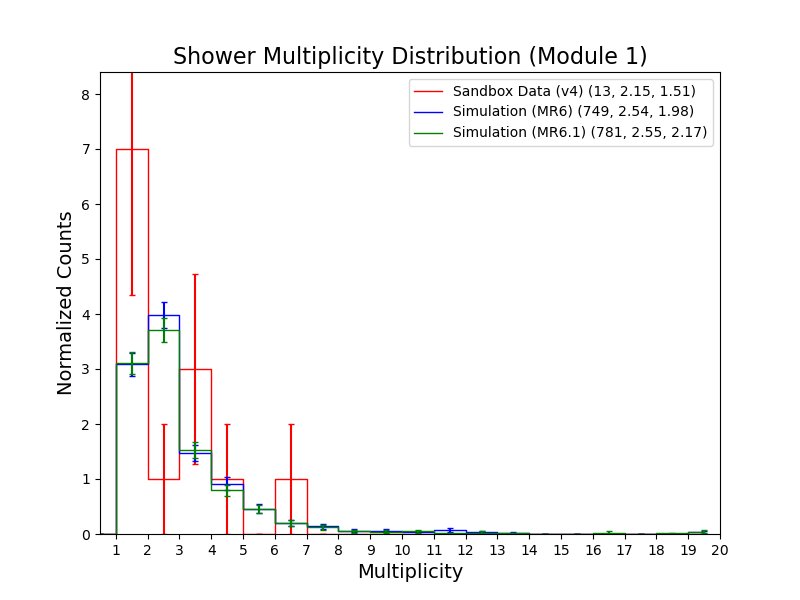 Shower Multiplicity Distribution (Module 1)
Sandbox Data (v4) (13, 2.15, 1.51)
Simulation (MR6) (749, 2.54, 1.98)
Simulation (MR6.1) (781, 2.55, 2.17)
Normalized Counts
8
7
6
5
4
3
2
1
0
1 2 3 4 5 6 7 8 9 10 11 12 13 14 15 16 17 18 19 20
Multiplicity